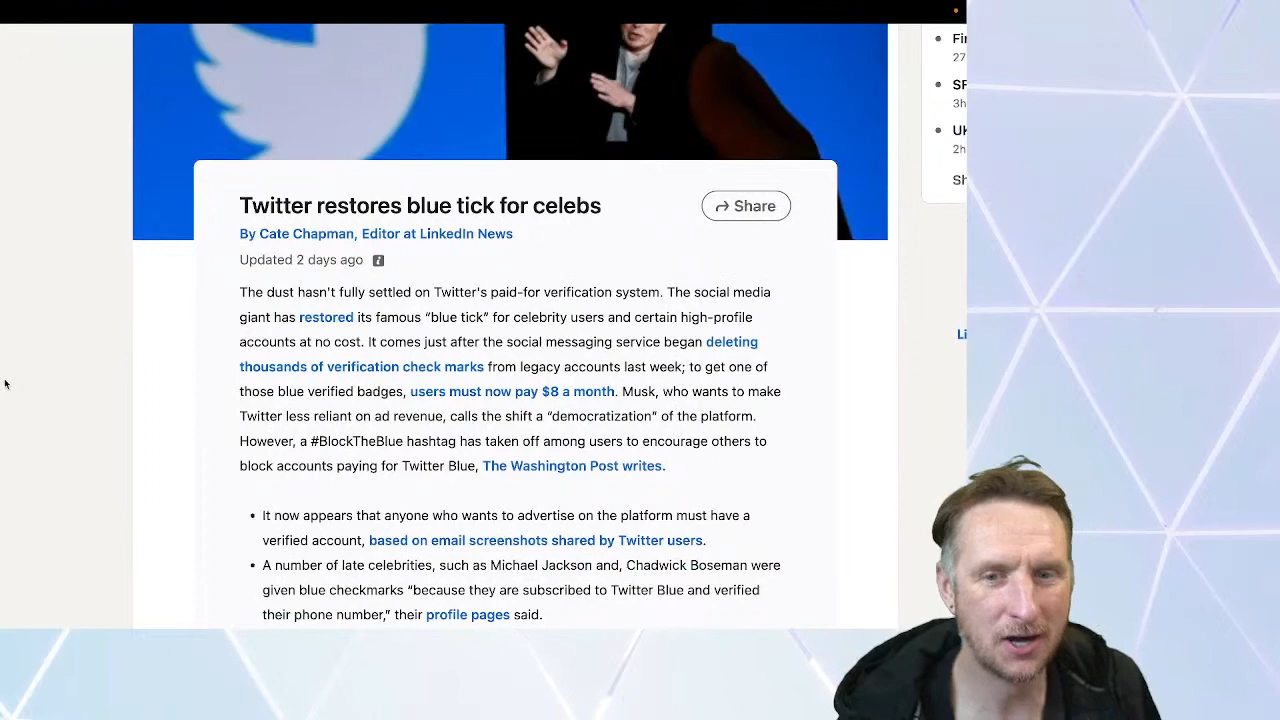 Twitter restores blue tick for celebs
Share
By Cate Chapman, Editor at LinkedIn News
Updated 2 days ago
The dust hasn't fully settled on Twitter's paid-for verification system. The social media
giant has restored its famous “blue tick” for celebrity users and certain high-profile
accounts at no cost. It comes just after the social messaging service began deleting
thousands of verification check marks from legacy accounts last week; to get one of
those blue verified badges, users must now pay $8 a month. Musk, who wants to make
Twitter less reliant on ad revenue, calls the shift a “democratization” of the platform.
However, a #BlockTheBlue hashtag has taken off among users to encourage others to
block accounts paying for Twitter Blue, The Washington Post writes.
• It now appears that anyone who wants to advertise on the platform must have a
verified account, based on email screenshots shared by Twitter users.
• A number of late celebrities, such as Michael Jackson and, Chadwick Boseman were
given blue checkmarks “because they are subscribed to Twitter Blue and verified
their phone number,” their profile pages said.